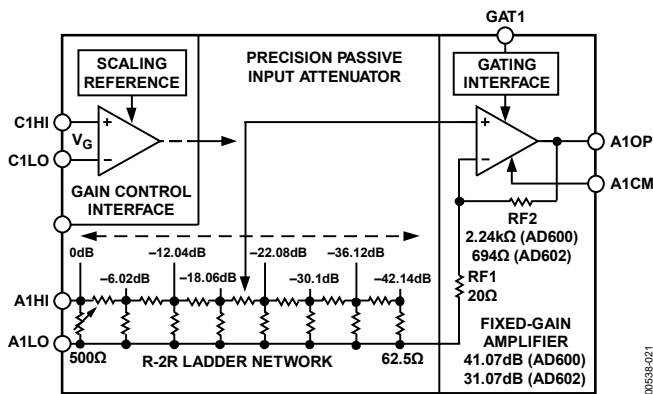 GAT1
SCALING
REFERENCE
PRECISION PASSIVE
INPUT ATTENUATOR
GATING
INTERFACE
C1HI
+
VG
C1LO
–
GAIN CONTROL
INTERFACE
+
–
A1OP
A1CM
RF2
2.24kΩ (AD600)
694Ω (AD602)
0dB
–12.04dB
–22.08dB
–36.12dB
–6.02dB
–18.06dB
–30.1dB
–42.14dB
RF1
20Ω
A1HI
A1LO
500Ω
R-2R LADDER NETWORK
62.5Ω
FIXED-GAIN
AMPLIFIER
41.07dB (AD600)
31.07dB (AD602)
00538-021